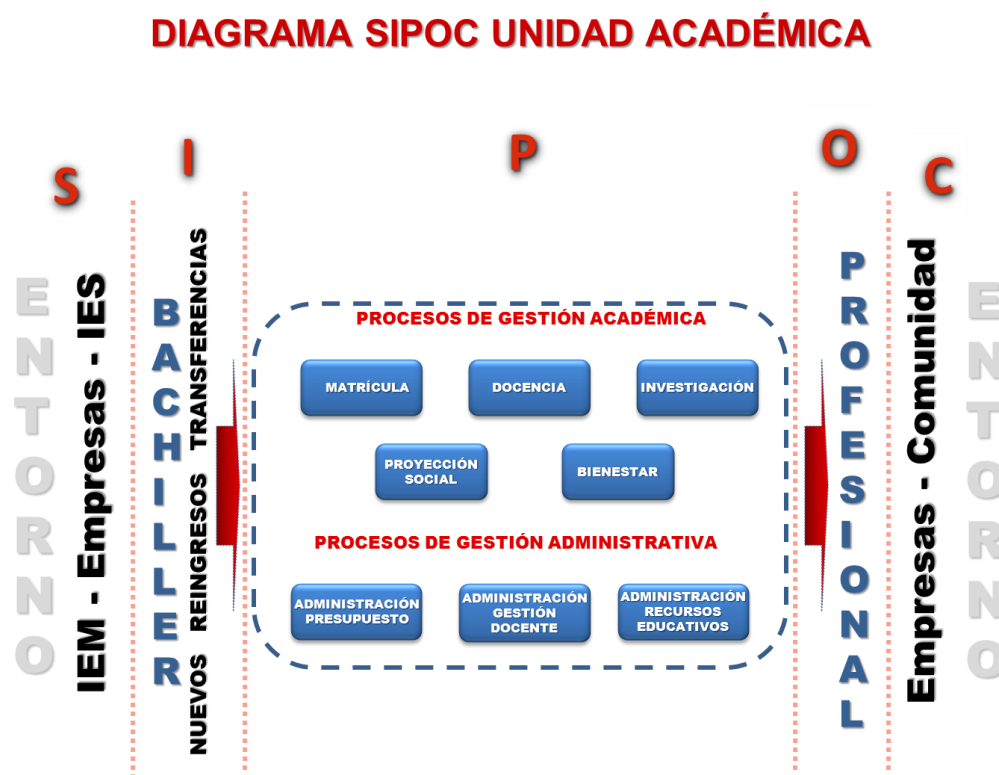 DIAGRAMA SIPOC UNIDAD ACADÉMICA
S
I
P
O
C
ENTORNO
IEM - Empresas - IES
BACHILLER
NUEVOS REINGRESOS TRANSFERENCIAS
PROCESOS DE GESTIÓN ACADÉMICA
MATRÍCULA
DOCENCIA
INVESTIGACIÓN
PROYECCIÓN
SOCIAL
BIENESTAR
PROCESOS DE GESTIÓN ADMINISTRATIVA
ADMINISTRACIÓN
PRESUPUESTO
ADMINISTRACIÓN
GESTIÓN
DOCENTE
ADMINISTRACIÓN
RECURSOS
EDUCATIVOS
PROFESIONAL
Empresas - Comunidad
ENTORNO